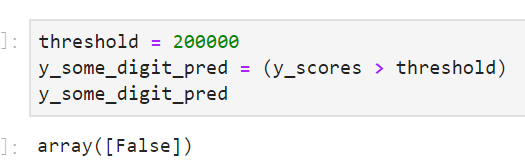 ]: threshold = 200000
y_some_digit_pred = (y_scores > threshold)
y_some_digit_pred
]: array([False])